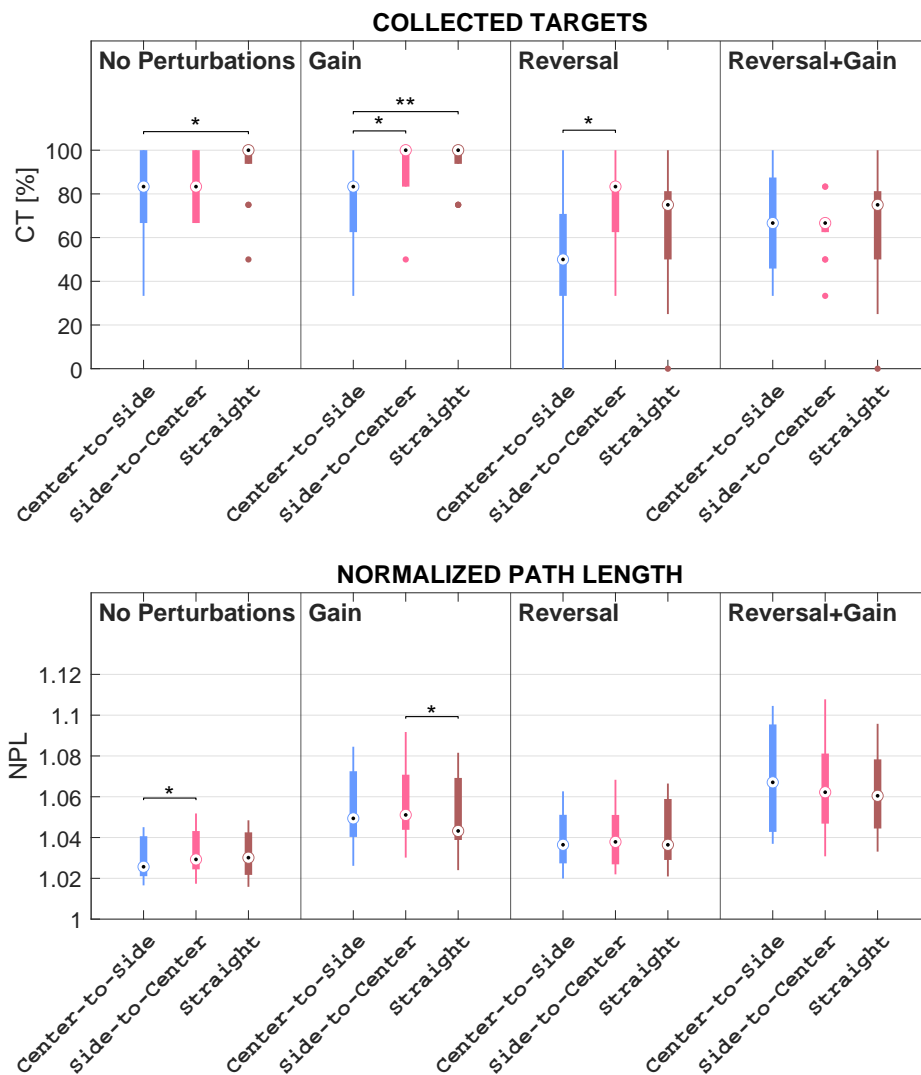 COLLECTED TARGETS
No Perturbations Gain Reversal Reversal+Gain
* * ** *
CT [%]
100
80
60
40
20
0
Center-to-Side Side-to-Center Straight Center-to-Side Side-to-Center Straight Center-to-Side Side-to-Center Straight Center-to-Side Side-to-Center Straight
NORMALIZED PATH LENGTH
No Perturbations Gain Reversal Reversal+Gain
* *
NPL
1.12
1.1
1.08
1.06
1.04
1.02
1
Center-to-Side Side-to-Center Straight Center-to-Side Side-to-Center Straight Center-to-Side Side-to-Center Straight Center-to-Side Side-to-Center Straight